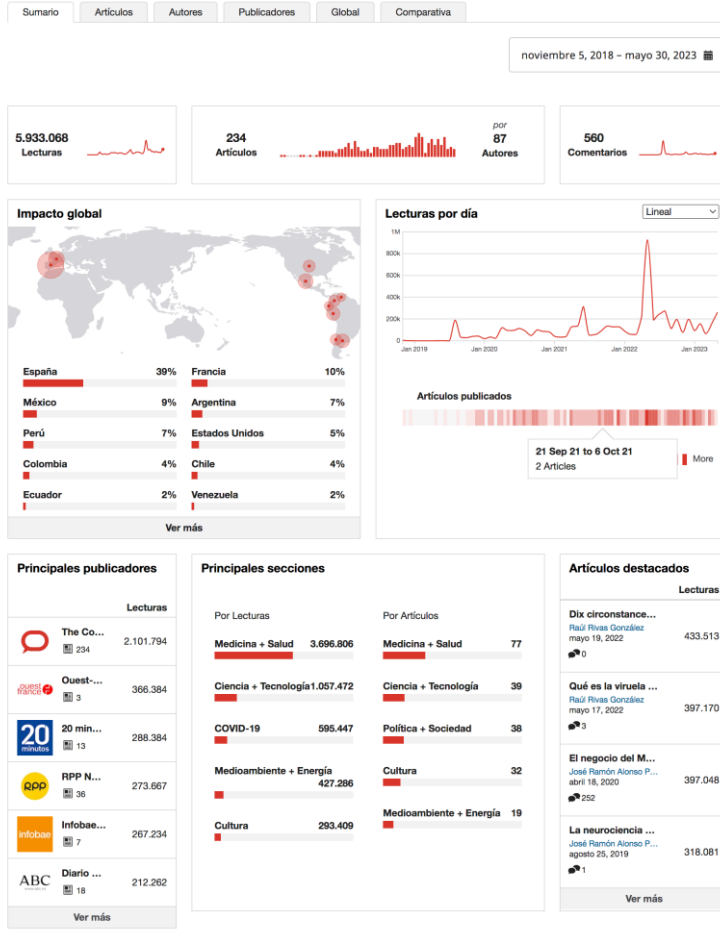 Sumario Artículos Autores Publicadores Global Comparativa
noviembre 5, 2018 – mayo 30, 2023
5.933.068
Lecturas
234
Artículos
por
87
Autores
560
Comentarios
Impacto global
España 39%
Francia 10%
México 9%
Argentina 7%
Perú 7%
Estados Unidos 5%
Colombia 4%
Chile 4%
Ecuador 2%
Venezuela 2%
Ver más
Lecturas por día
Lineal
1M
800k
600k
400k
200k
0
Jan 2019 Jan 2020 Jan 2021 Jan 2022 Jan 2023
Artículos publicados
21 Sep 21 to 6 Oct 21
2 Articles
More
Principales publicadores
Lecturas
The Co...
234
2.101.794
ouest
france
Ouest-...
3
366.384
20
minutos
20 min...
13
288.384
RPP
RPP N...
36
273.667
infobae
Infobae...
7
267.234
ABC
Diario ...
18
212.262
Ver más
Principales secciones
Por Lecturas
Medicina + Salud 3.696.806
Ciencia + Tecnología 1.057.472
COVID-19 595.447
Medioambiente + Energía
427.286
Cultura 293.409
Por Artículos
Medicina + Salud 77
Ciencia + Tecnología 39
Política + Sociedad 38
Cultura 32
Medioambiente + Energía 19
Artículos destacados
Lecturas
Dix circonstance...
Raúl Rivas González
mayo 19, 2022
0
433.513
Qué es la viruela ...
Raúl Rivas González
mayo 17, 2022
3
397.170
El negocio del M...
José Ramón Alonso P...
abril 18, 2020
252
397.048
La neurociencia ...
José Ramón Alonso P...
agosto 25, 2019
1
318.081
Ver más